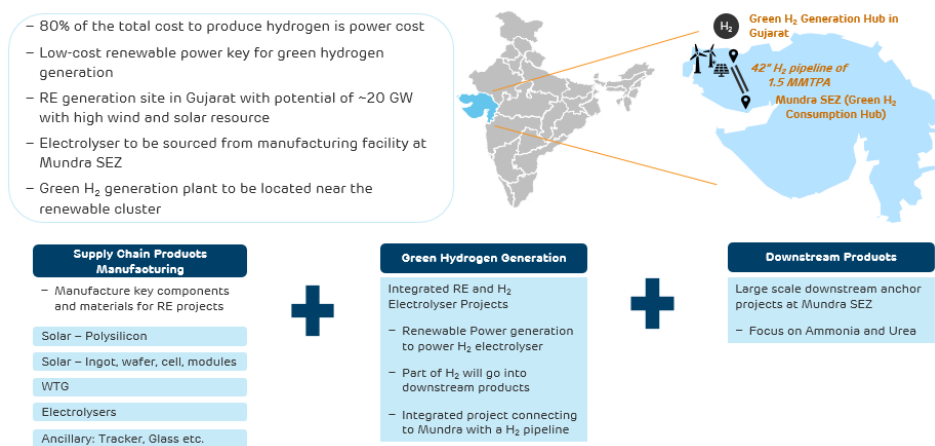 – 80% of the total cost to produce hydrogen is power cost
– Low-cost renewable power key for green hydrogen
generation
– RE generation site in Gujarat with potential of ~20 GW
with high wind and solar resource
– Electrolyser to be sourced from manufacturing facility at
Mundra SEZ
– Green H₂ generation plant to be located near the
renewable cluster
H₂
Green H₂ Generation Hub in
Gujarat
42" H₂ pipeline of
1.5 MMTPA
Mundra SEZ (Green H₂
Consumption Hub)
Supply Chain Products
Manufacturing
– Manufacture key components
and materials for RE projects
Solar – Polysilicon
Solar – Ingot, wafer, cell, modules
WTG
Electrolysers
Ancillary: Tracker, Glass etc.
Green Hydrogen Generation
Integrated RE and H₂
Electrolyser Projects
– Renewable Power generation
to power H₂ electrolyser
– Part of H₂ will go into
downstream products
– Integrated project connecting
to Mundra with a H₂ pipeline
Downstream Products
Large scale downstream anchor
projects at Mundra SEZ
– Focus on Ammonia and Urea